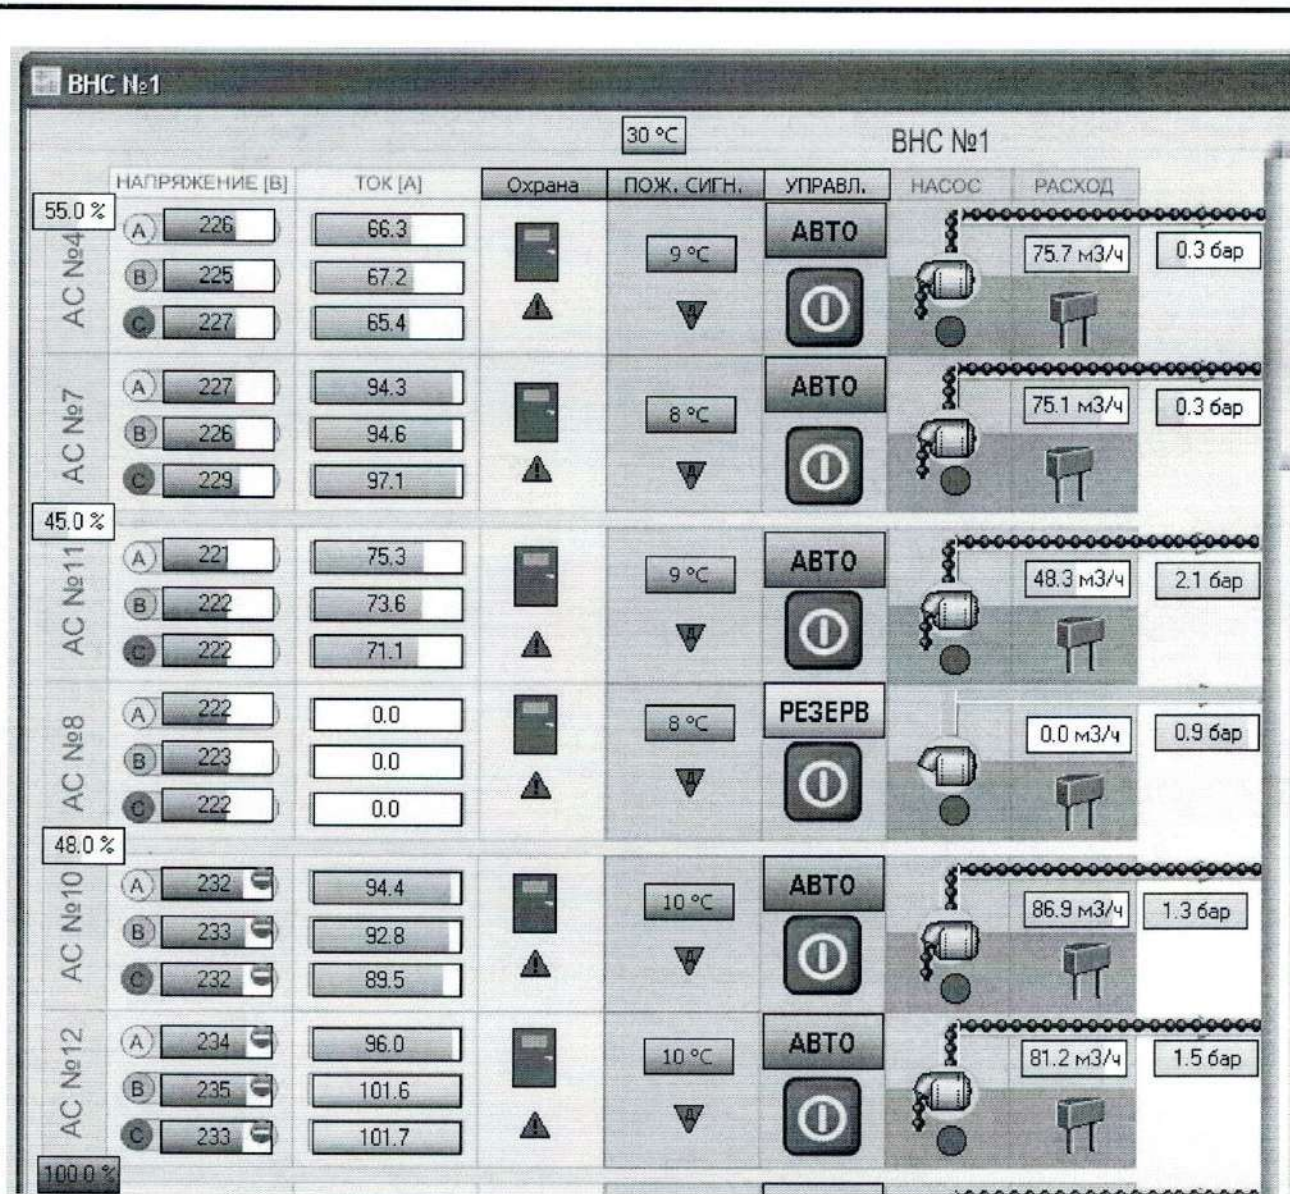 ВНС №1
30 °C
ВНС №1
НАПРЯЖЕНИЕ [В] ТОК [А] Охрана ПОЖ. СИГН. УПРАВЛ. НАСОС РАСХОД
55.0 %
АС №4
A 226 66.3 АВТО
B 225 67.2 9 °C 75.7 м3/ч 0.3 бар
C 227 65.4 Д
АС №7
A 227 94.3 АВТО
B 226 94.6 8 °C 75.1 м3/ч 0.3 бар
C 229 97.1 Д
45.0 %
АС №11
A 221 75.3 АВТО
B 222 73.6 9 °C 48.3 м3/ч 2.1 бар
C 222 71.1 Д
АС №8
A 222 0.0 РЕЗЕРВ
B 223 0.0 8 °C 0.0 м3/ч 0.9 бар
C 222 0.0 Д
48.0 %
АС №10
A 232 94.4 АВТО
B 233 92.8 10 °C 86.9 м3/ч 1.3 бар
C 232 89.5 Д
АС №12
A 234 96.0 АВТО
B 235 101.6 10 °C 81.2 м3/ч 1.5 бар
C 233 101.7 Д
100.0 %